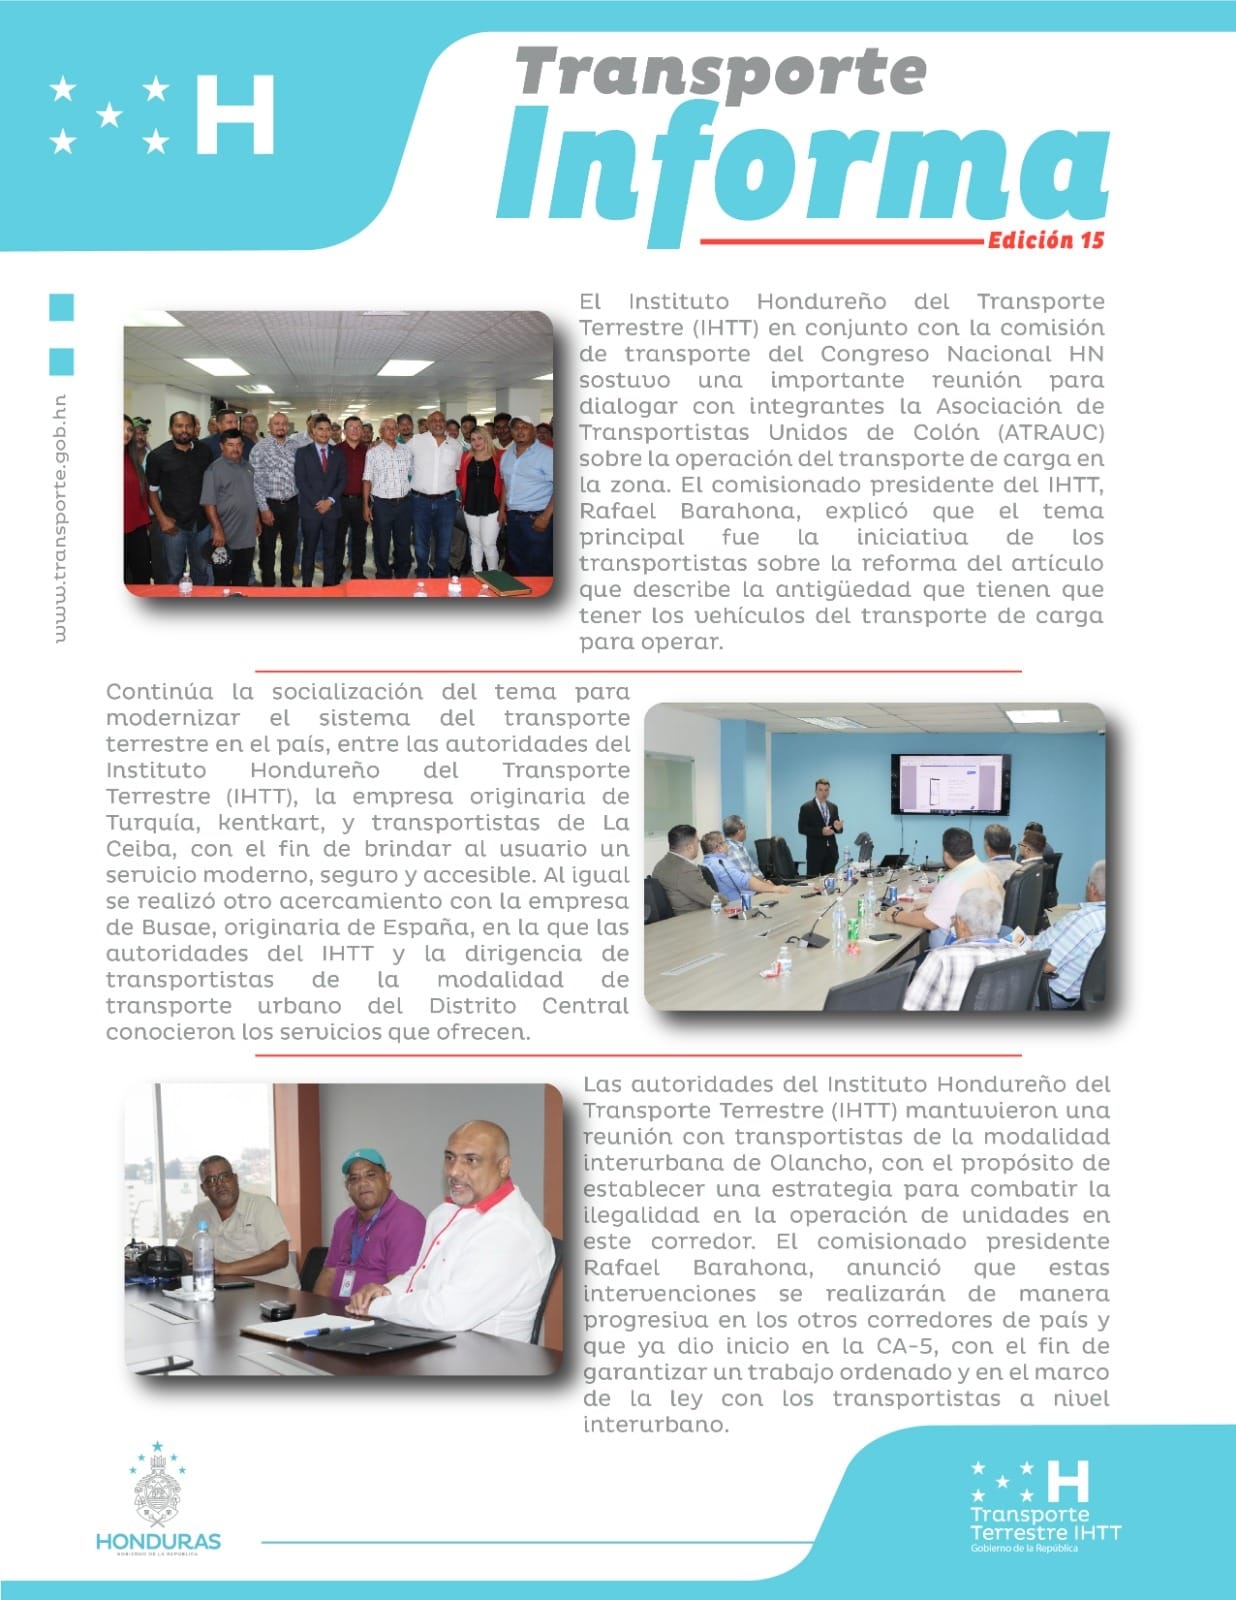 H
Transporte
Informa
Edición 15
www.transporte.gob.hn
El Instituto Hondureño del Transporte
Terrestre (IHTT) en conjunto con la comisión
de transporte del Congreso Nacional HN
sostuvo una importante reunión para
dialogar con integrantes la Asociación de
Transportistas Unidos de Colón (ATRAUC)
sobre la operación del transporte de carga en
la zona. El comisionado presidente del IHTT,
Rafael Barahona, explicó que el tema
principal fue la iniciativa de los
transportistas sobre la reforma del artículo
que describe la antigüedad que tienen que
tener los vehículos del transporte de carga
para operar.
Continúa la socialización del tema para
modernizar el sistema del transporte
terrestre en el país, entre las autoridades del
Instituto Hondureño del Transporte
Terrestre (IHTT), la empresa originaria de
Turquía, kentkart, y transportistas de La
Ceiba, con el fin de brindar al usuario un
servicio moderno, seguro y accesible. Al igual
se realizó otro acercamiento con la empresa
de Busae, originaria de España, en la que las
autoridades del IHTT y la dirigencia de
transportistas de la modalidad de
transporte urbano del Distrito Central
conocieron los servicios que ofrecen.
Las autoridades del Instituto Hondureño del
Transporte Terrestre (IHTT) mantuvieron una
reunión con transportistas de la modalidad
interurbana de Olancho, con el propósito de
establecer una estrategia para combatir la
ilegalidad en la operación de unidades en
este corredor. El comisionado presidente
Rafael Barahona, anunció que estas
intervenciones se realizarán de manera
progresiva en los otros corredores de país y
que ya dio inicio en la CA-5, con el fin de
garantizar un trabajo ordenado y en el marco
de la ley con los transportistas a nivel
interurbano.
HONDURAS
GOBIERNO DE LA REPÚBLICA
H
Transporte
Terrestre IHTT
Gobierno de la República